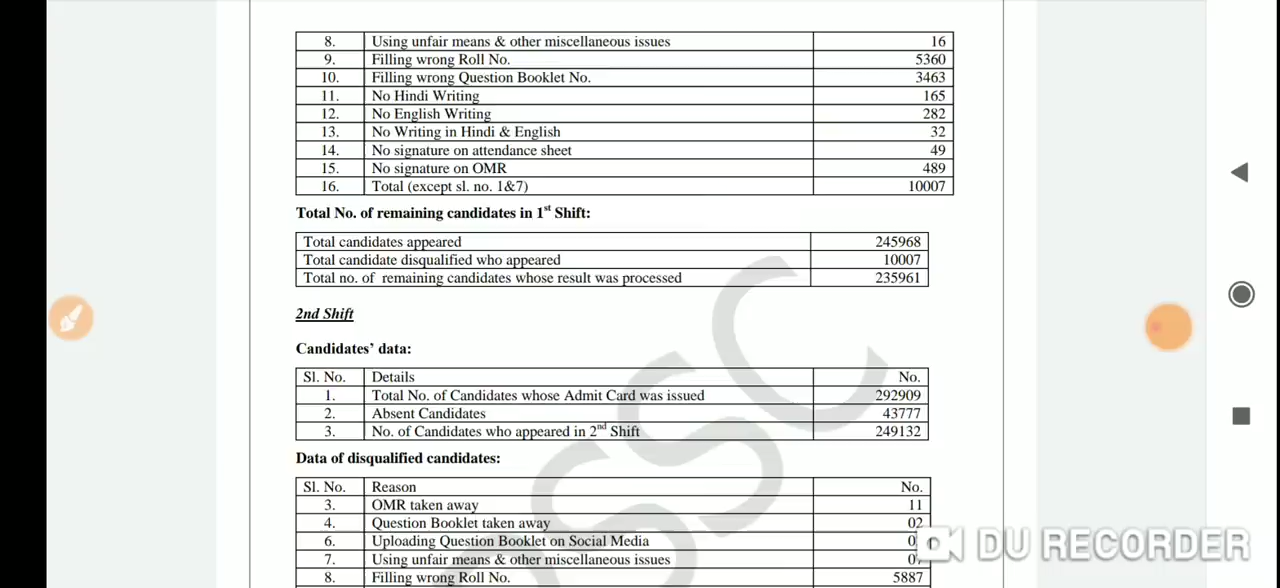 8. Using unfair means & other miscellaneous issues 16
9. Filling wrong Roll No. 5360
10. Filling wrong Question Booklet No. 3463
11. No Hindi Writing 165
12. No English Writing 282
13. No Writing in Hindi & English 32
14. No signature on attendance sheet 49
15. No signature on OMR 489
16. Total (except sl. no. 1&7) 10007
Total No. of remaining candidates in 1st Shift:
Total candidates appeared 245968
Total candidate disqualified who appeared 10007
Total no. of remaining candidates whose result was processed 235961
2nd Shift
Candidates' data:
Sl. No. Details No.
1. Total No. of Candidates whose Admit Card was issued 292909
2. Absent Candidates 43777
3. No. of Candidates who appeared in 2nd Shift 249132
Data of disqualified candidates:
Sl. No. Reason No.
3. OMR taken away 11
4. Question Booklet taken away 02
6. Uploading Question Booklet on Social Media
7. Using unfair means & other miscellaneous issues
8. Filling wrong Roll No. 5887
SSC
DU RECORDER